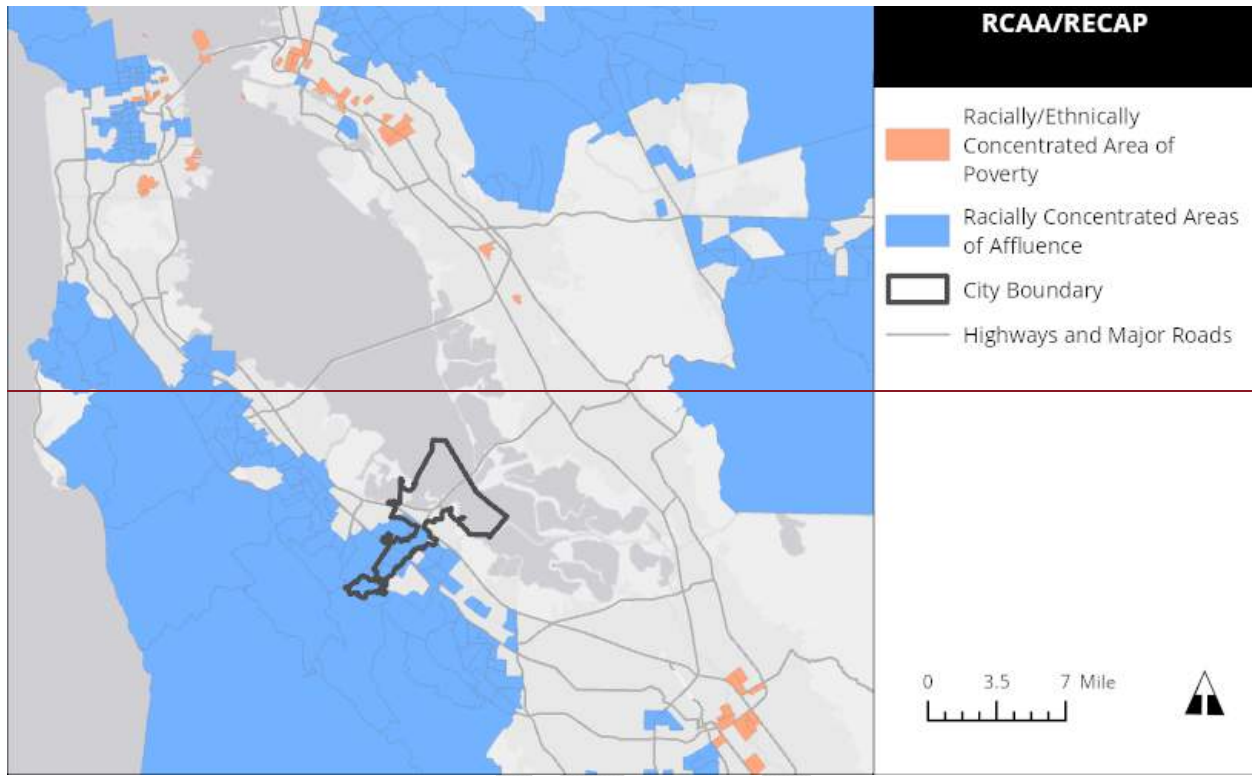 RCAA/RECAP
Racially/Ethnically
Concentrated Area of
Poverty
Racially Concentrated Areas
of Affluence
City Boundary
Highways and Major Roads
0 3.5 7 Mile